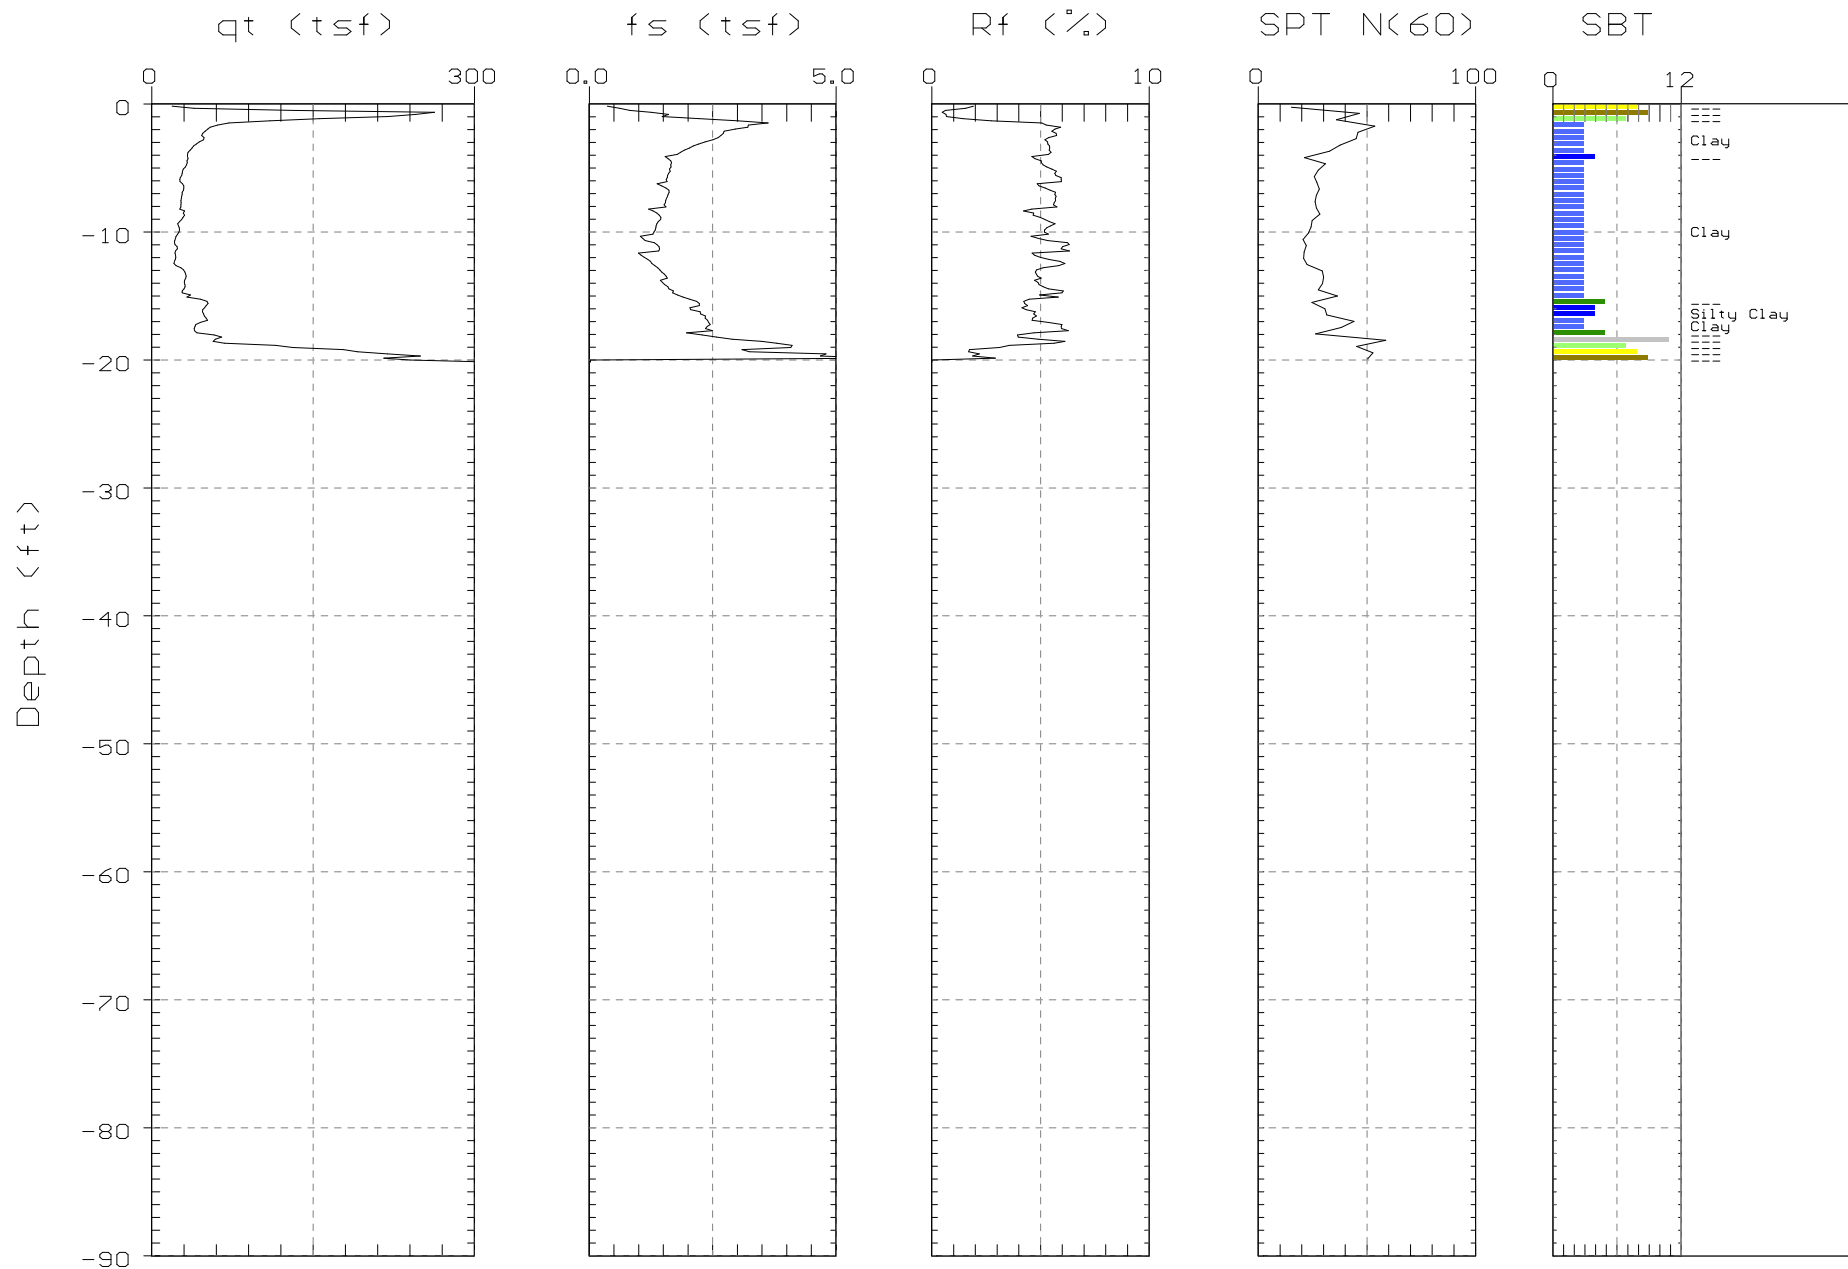 qt (tsf) fs (tsf) Rf (%) SPT N(60) SBT
0 300 0.0 5.0 0 10 0 100 0 12
0
Clay
-10
Clay
Silty Clay
Clay
-20
-30
Depth (ft)
-40
-50
-60
-70
-80
-90